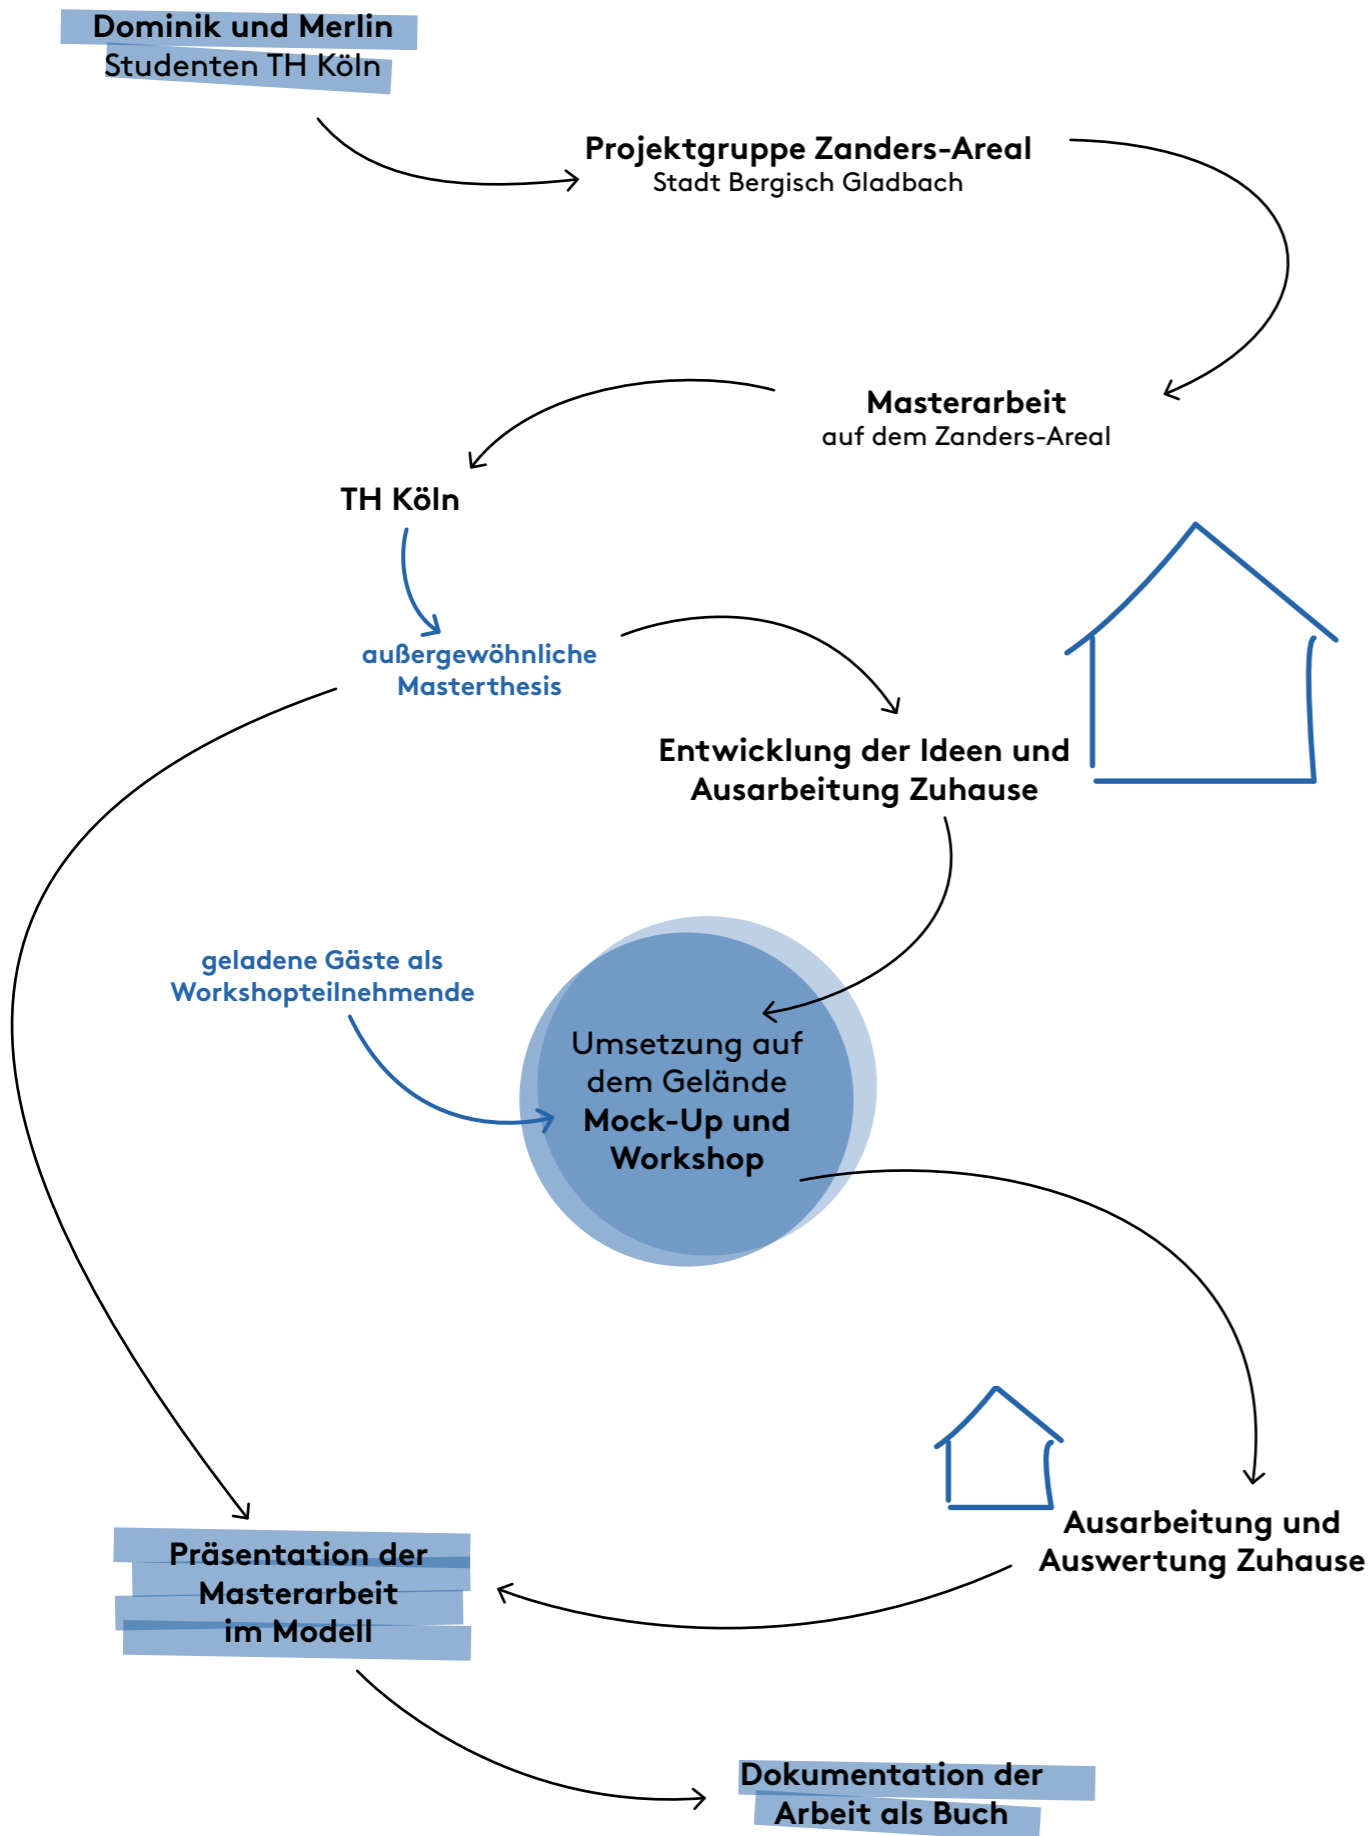 Dominik und Merlin
Studenten TH Köln
Projektgruppe Zanders-Areal
Stadt Bergisch Gladbach
Masterarbeit
auf dem Zanders-Areal
TH Köln
außergewöhnliche
Masterthesis
Entwicklung der Ideen und
Ausarbeitung Zuhause
geladene Gäste als
Workshopteilnehmende
Umsetzung auf
dem Gelände
Mock-Up und
Workshop
Ausarbeitung und
Auswertung Zuhause
Präsentation der
Masterarbeit
im Modell
Dokumentation der
Arbeit als Buch